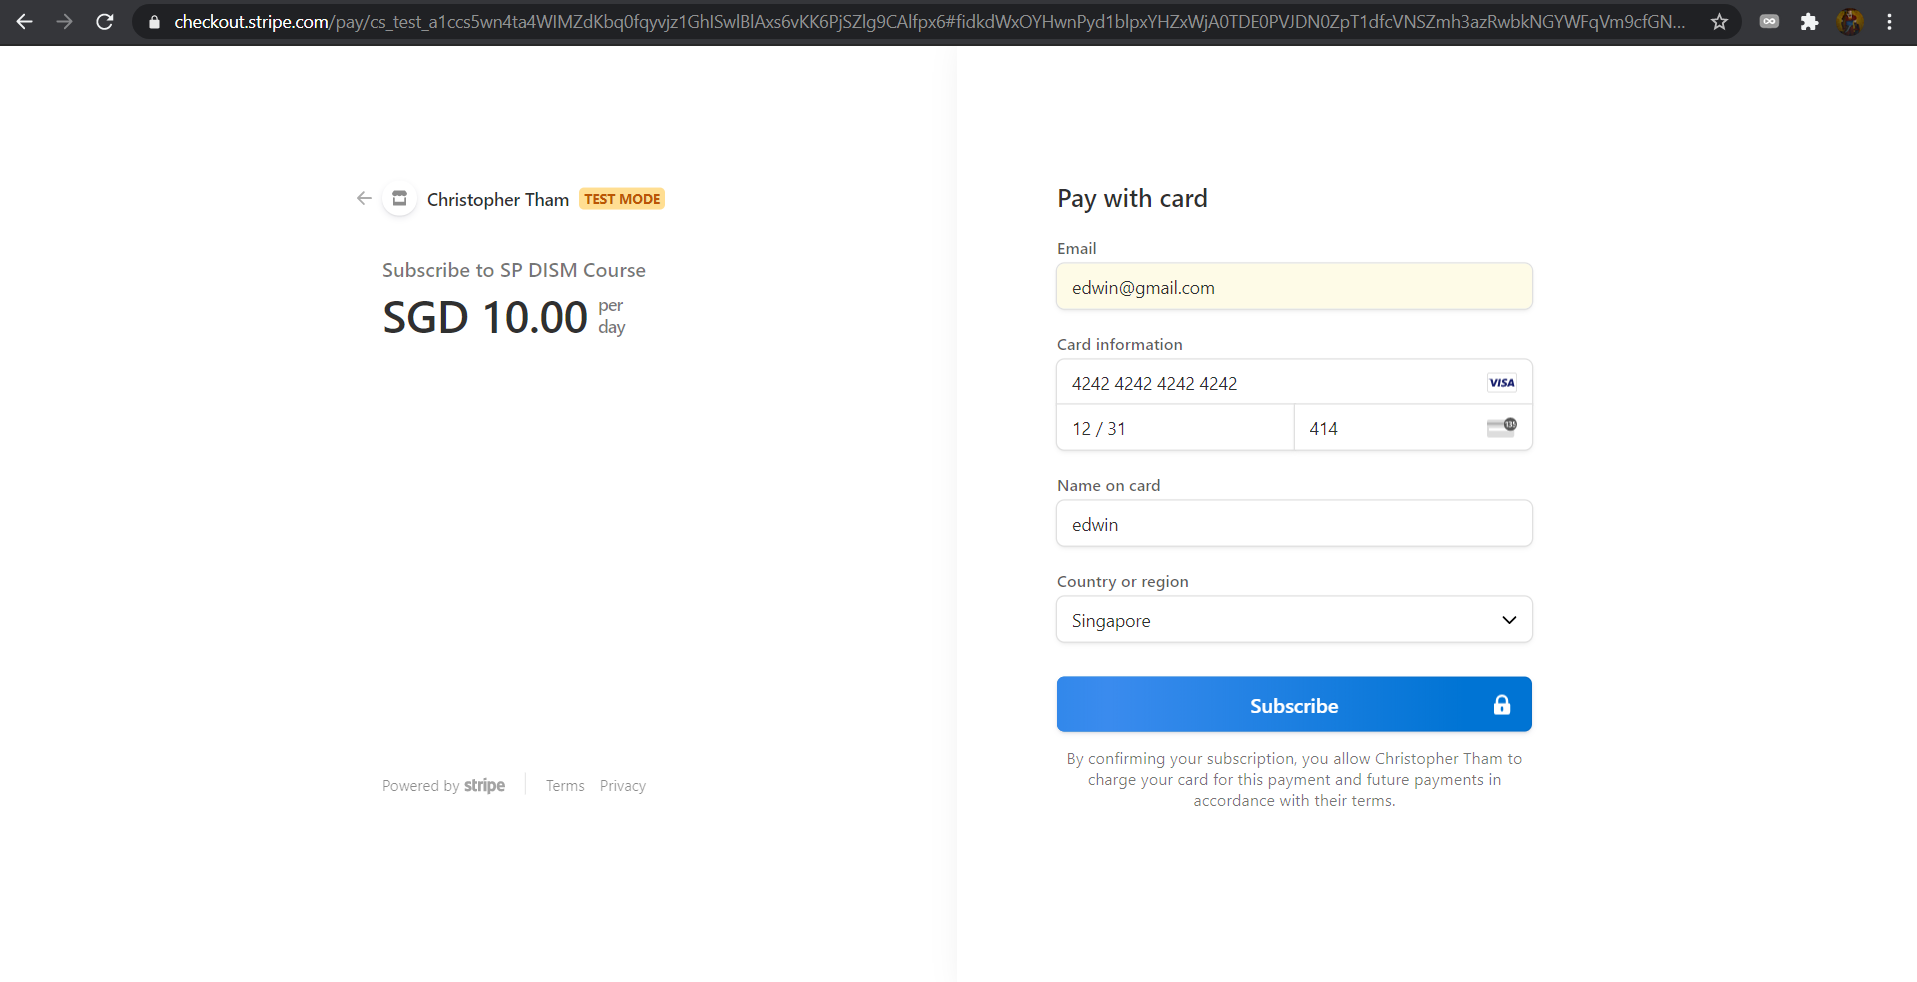 checkout.stripe.com/pay/cs_test_a1ccs5wn4ta4WIMZdKbq0fqyvjz1GhISwlBlAxs6vKK6PjSZlg9CAlfpx6#fidkdWxOYHwnPyd1blpxYHZxWjA0TDE0PVJDN0ZpT1dfcVNSZmh3azRwbkNGYWFqVm9cfGN...
Christopher Tham TEST MODE
Subscribe to SP DISM Course
SGD 10.00 per
day
Powered by stripe
Terms Privacy
Pay with card
Email
edwin@gmail.com
Card information
4242 4242 4242 4242 VISA
12 / 31 414 135
Name on card
edwin
Country or region
Singapore
Subscribe
By confirming your subscription, you allow Christopher Tham to
charge your card for this payment and future payments in
accordance with their terms.